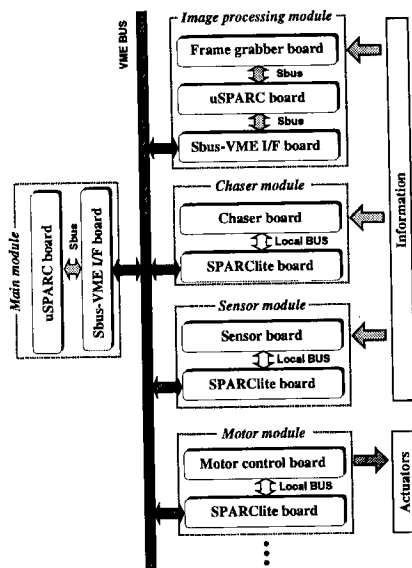 Image processing module
Frame grabber board
Sbus
uSPARC board
Sbus
Sbus-VME I/F board
VME BUS
Chaser module
Chaser board
Local BUS
SPARClite board
Main module
uSPARC board
Sbus
Sbus-VME I/F board
Sensor module
Sensor board
Local BUS
SPARClite board
Information
Motor module
Motor control board
Local BUS
SPARClite board
Actuators